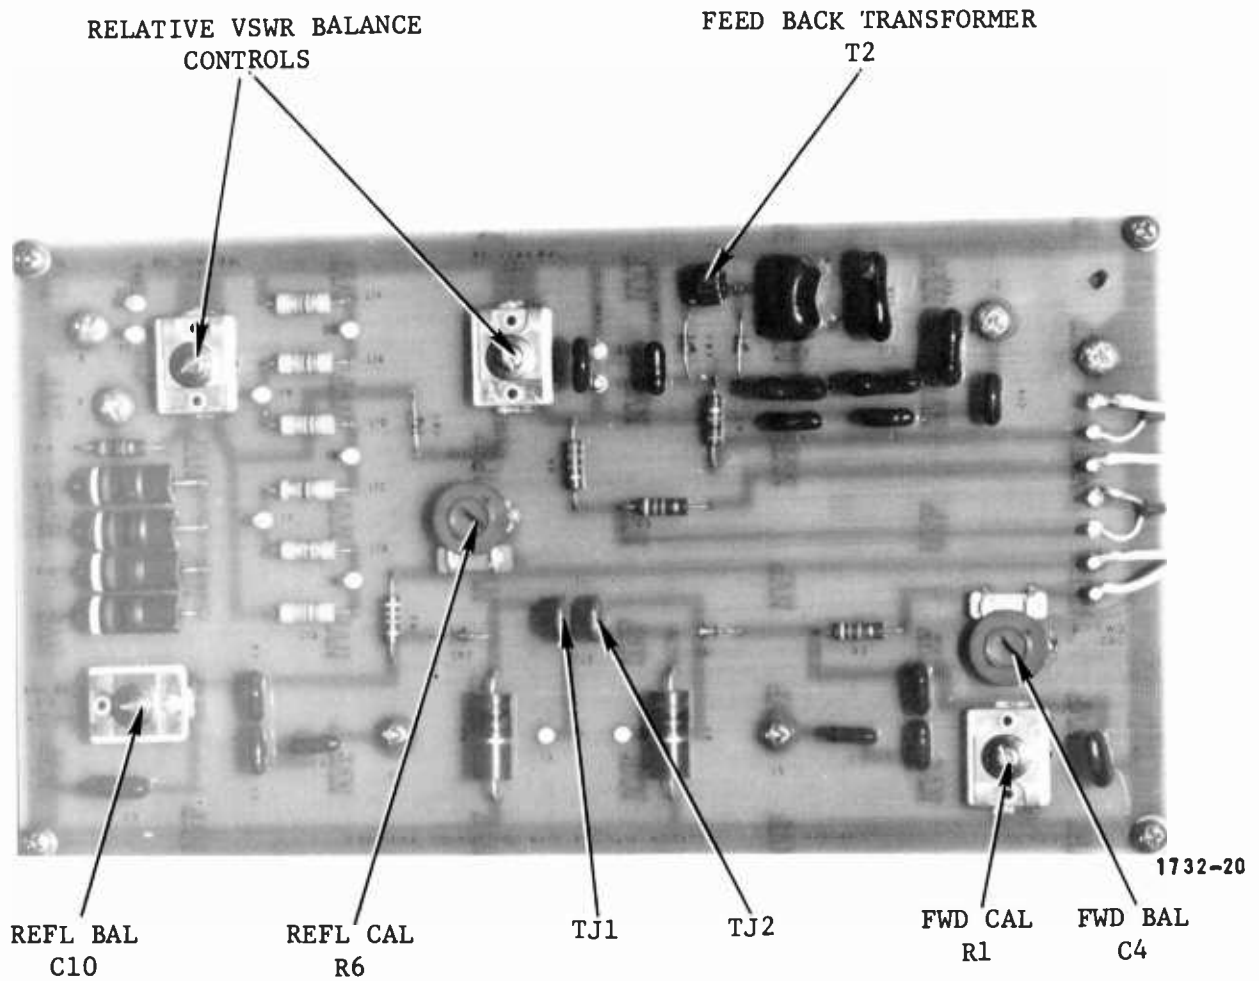 RELATIVE VSWR BALANCE
CONTROLS
FEED BACK TRANSFORMER
T2
1732-20
REFL BAL
C10
REFL CAL
R6
TJ1
TJ2
FWD CAL
R1
FWD BAL
C4